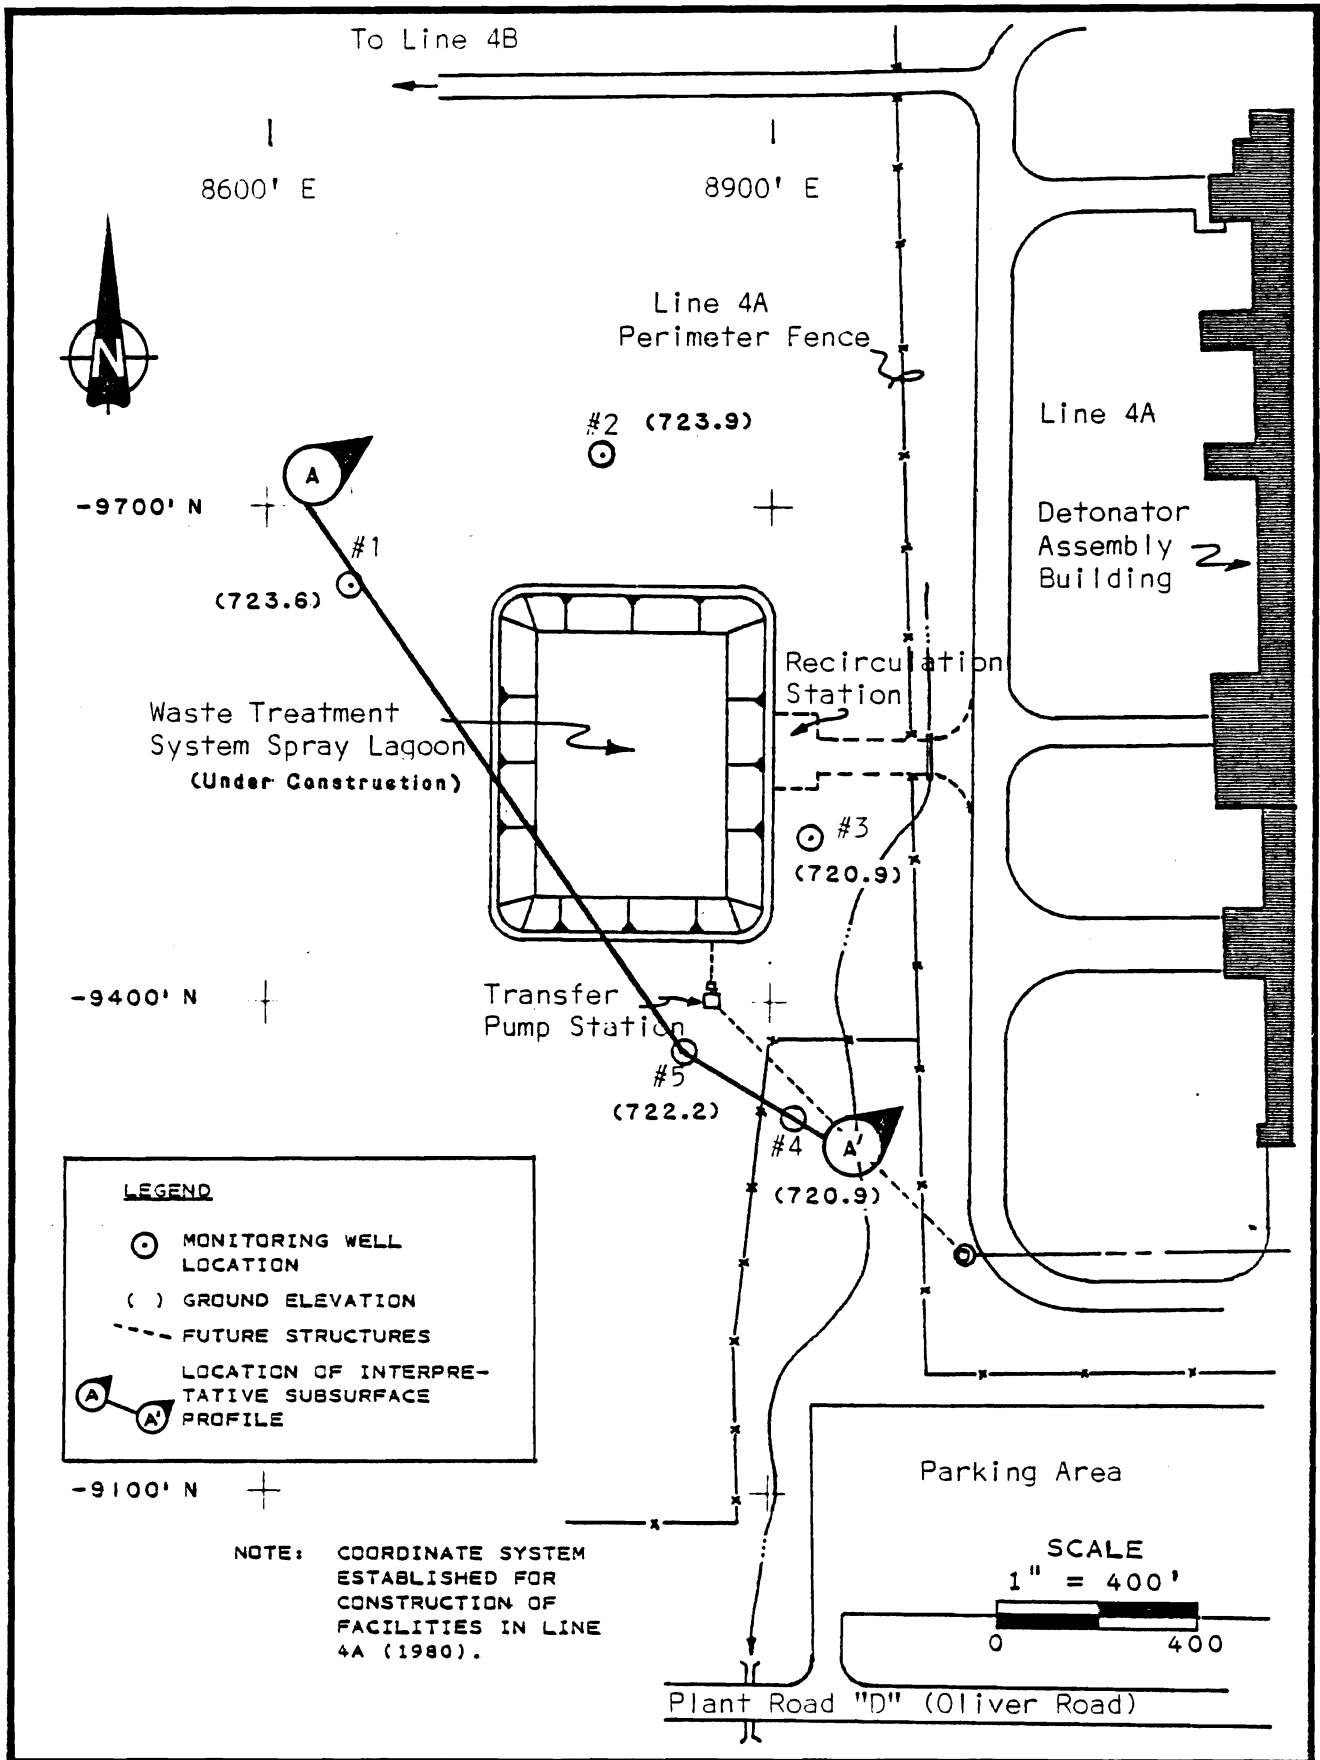 To Line 4B
8600' E
8900' E
Line 4A
Perimeter Fence
N
#2 (723.9)
Line 4A
A
-9700' N
#1
(723.6)
Detonator
Assembly
Building
Recirculation
Station
Waste Treatment
System Spray Lagoon
(Under Construction)
#3
(720.9)
-9400' N
Transfer
Pump Station
#5
(722.2)
#4
A'
(720.9)
LEGEND
MONITORING WELL
LOCATION
( ) GROUND ELEVATION
FUTURE STRUCTURES
LOCATION OF INTERPRE-
TATIVE SUBSURFACE
PROFILE
A
A'
-9100' N
Parking Area
NOTE: COORDINATE SYSTEM
ESTABLISHED FOR
CONSTRUCTION OF
FACILITIES IN LINE
4A (1980).
SCALE
1" = 400'
0 400
Plant Road "D" (Oliver Road)